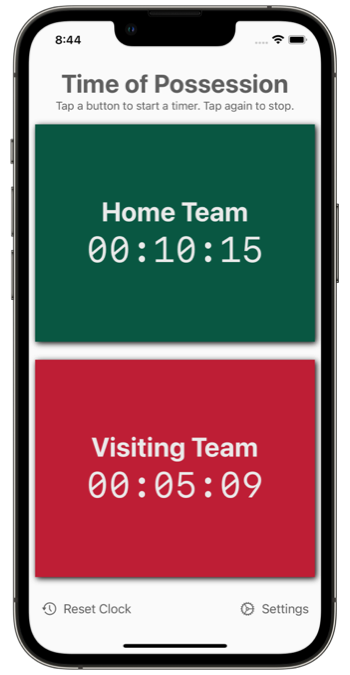 8:44
Time of Possession
Tap a button to start a timer. Tap again to stop.
Home Team
00:10:15
Visiting Team
00:05:09
Reset Clock
Settings